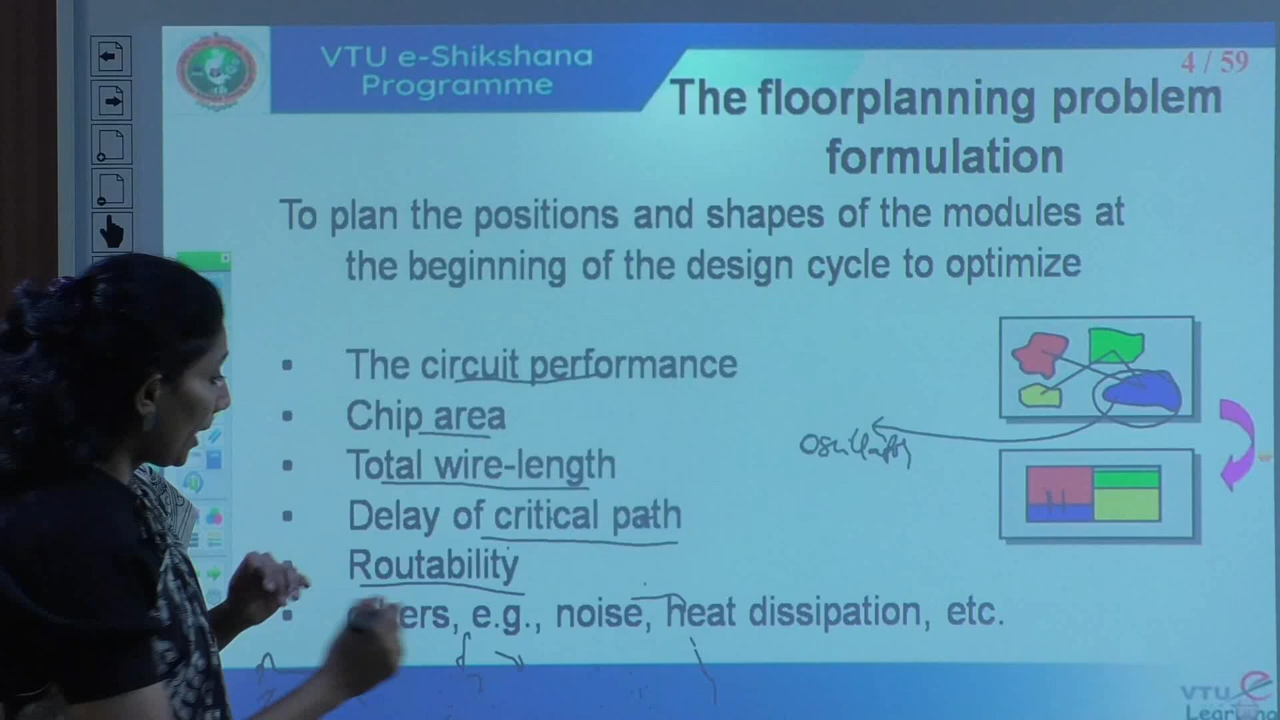 VTU e-Shikshana
Programme
4 / 59
The floorplanning problem
formulation
To plan the positions and shapes of the modules at
the beginning of the design cycle to optimize
▪ The circuit performance
▪ Chip area
▪ Total wire-length
▪ Delay of critical path
▪ Routability
▪ ers, e.g., noise, heat dissipation, etc.
VTU e
Learning